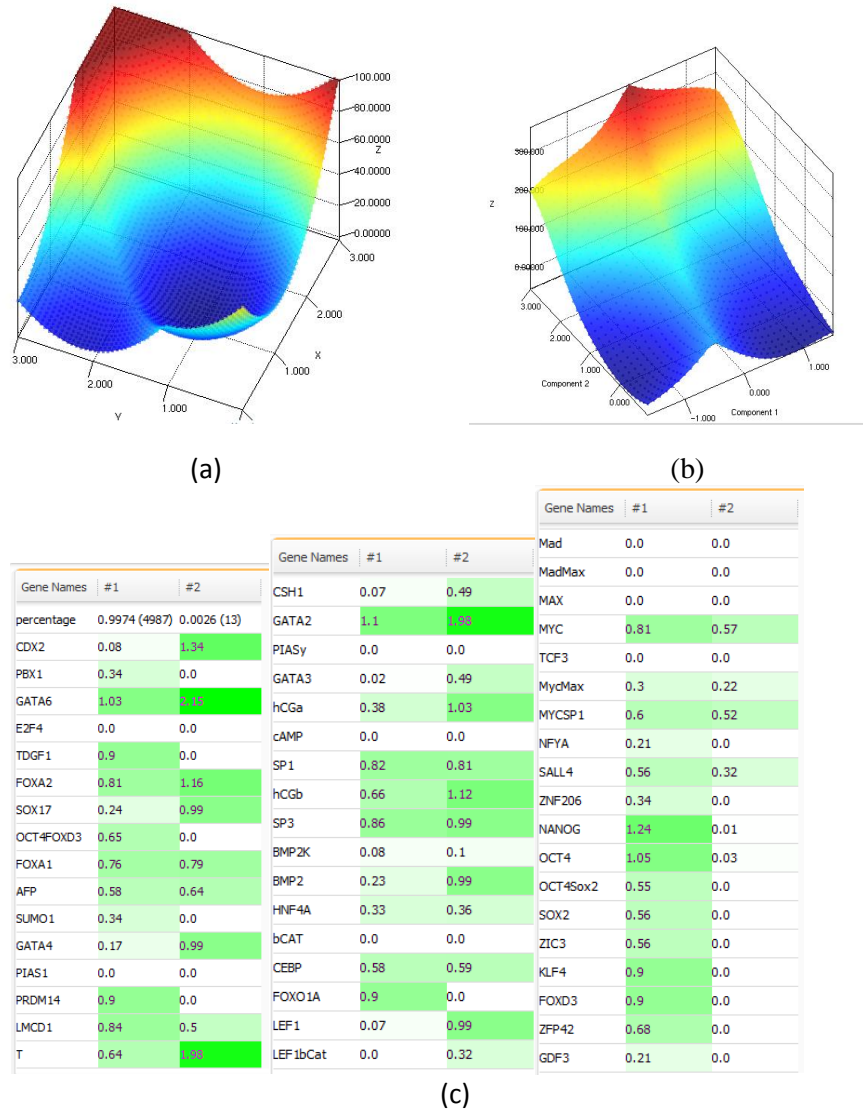 100.000
80.0000
Z
60.0000
40.0000
20.0000
0.00000
3.000
2.000
X
1.000
3.000
2.000
1.000
Y
300.000
200.000
Z
100.000
0.00000
3.000
2.000
1.000
Component 2
0.000
1.000
0.000
Component 1
-1.000
(a)
(b)
Gene Names #1 #2
percentage 0.9974 (4987) 0.0026 (13)
CDX2 0.08 1.34
PBX1 0.34 0.0
GATA6 1.03 2.15
E2F4 0.0 0.0
TDGF1 0.9 0.0
FOXA2 0.81 1.16
SOX17 0.24 0.99
OCT4FOXD3 0.65 0.0
FOXA1 0.76 0.79
AFP 0.58 0.64
SUMO1 0.34 0.0
GATA4 0.17 0.99
PIAS1 0.0 0.0
PRDM14 0.9 0.0
LMCD1 0.84 0.5
T 0.64 1.98
Gene Names #1 #2
CSH1 0.07 0.49
GATA2 1.1 1.98
PIASy 0.0 0.0
GATA3 0.02 0.49
hCGa 0.38 1.03
cAMP 0.0 0.0
SP1 0.82 0.81
hCGb 0.66 1.12
SP3 0.86 0.99
BMP2K 0.08 0.1
BMP2 0.23 0.99
HNF4A 0.33 0.36
bCAT 0.0 0.0
CEBP 0.58 0.59
FOXO1A 0.9 0.0
LEF1 0.07 0.99
LEF1bCat 0.0 0.32
Gene Names #1 #2
Mad 0.0 0.0
MadMax 0.0 0.0
MAX 0.0 0.0
MYC 0.81 0.57
TCF3 0.0 0.0
MycMax 0.3 0.22
MYCSP1 0.6 0.52
NFYA 0.21 0.0
SALL4 0.56 0.32
ZNF206 0.34 0.0
NANOG 1.24 0.01
OCT4 1.05 0.03
OCT4Sox2 0.55 0.0
SOX2 0.56 0.0
ZIC3 0.56 0.0
KLF4 0.9 0.0
FOXD3 0.9 0.0
ZFP42 0.68 0.0
GDF3 0.21 0.0
(c)